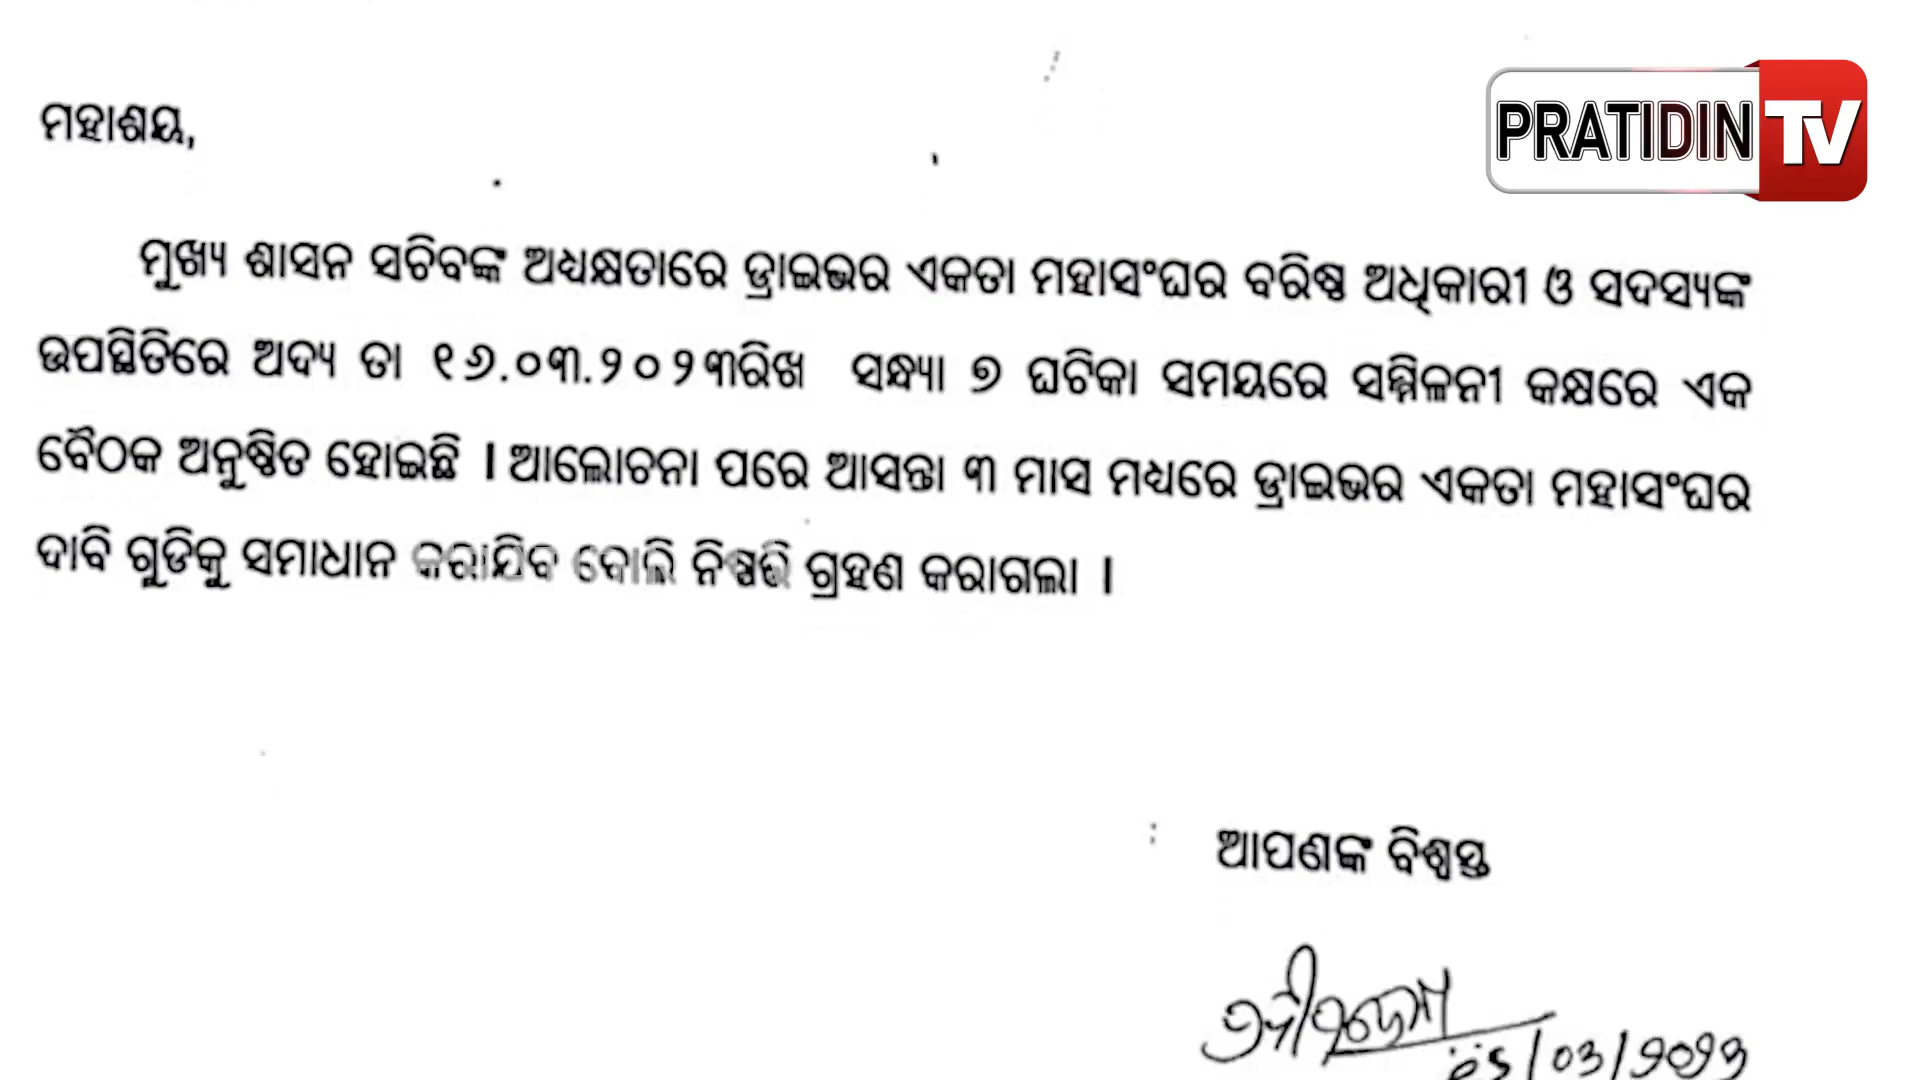 PRATIDIN TV
ମହାଶୟ,
ମୁଖ୍ୟ ଶାସନ ସଚିବଙ୍କ ଅଧ୍ୟକ୍ଷତାରେ ଡ୍ରାଇଭର ଏକତା ମହାସଂଘର ବରିଷ୍ଠ ଅଧିକାରୀ ଓ ସଦସ୍ୟଙ୍କ
ଉପସ୍ଥିତିରେ ଅଦ୍ୟ ତା ୧୬.୦୩.୨୦୨୩ରିଖ ସନ୍ଧ୍ୟା ୭ ଘଟିକା ସମୟରେ ସମ୍ମିଳନୀ କକ୍ଷରେ ଏକ
ବୈଠକ ଅନୁଷ୍ଠିତ ହୋଇଛି । ଆଲୋଚନା ପରେ ଆସନ୍ତା ୩ ମାସ ମଧ୍ୟରେ ଡ୍ରାଇଭର ଏକତା ମହାସଂଘର
ଦାବି ଗୁଡିକୁ ସମାଧାନ କରାଯିବ ବୋଲି ନିଷ୍ପତ୍ତି ଗ୍ରହଣ କରାଗଲା ।
ଆପଣଙ୍କ ବିଶ୍ୱସ୍ତ